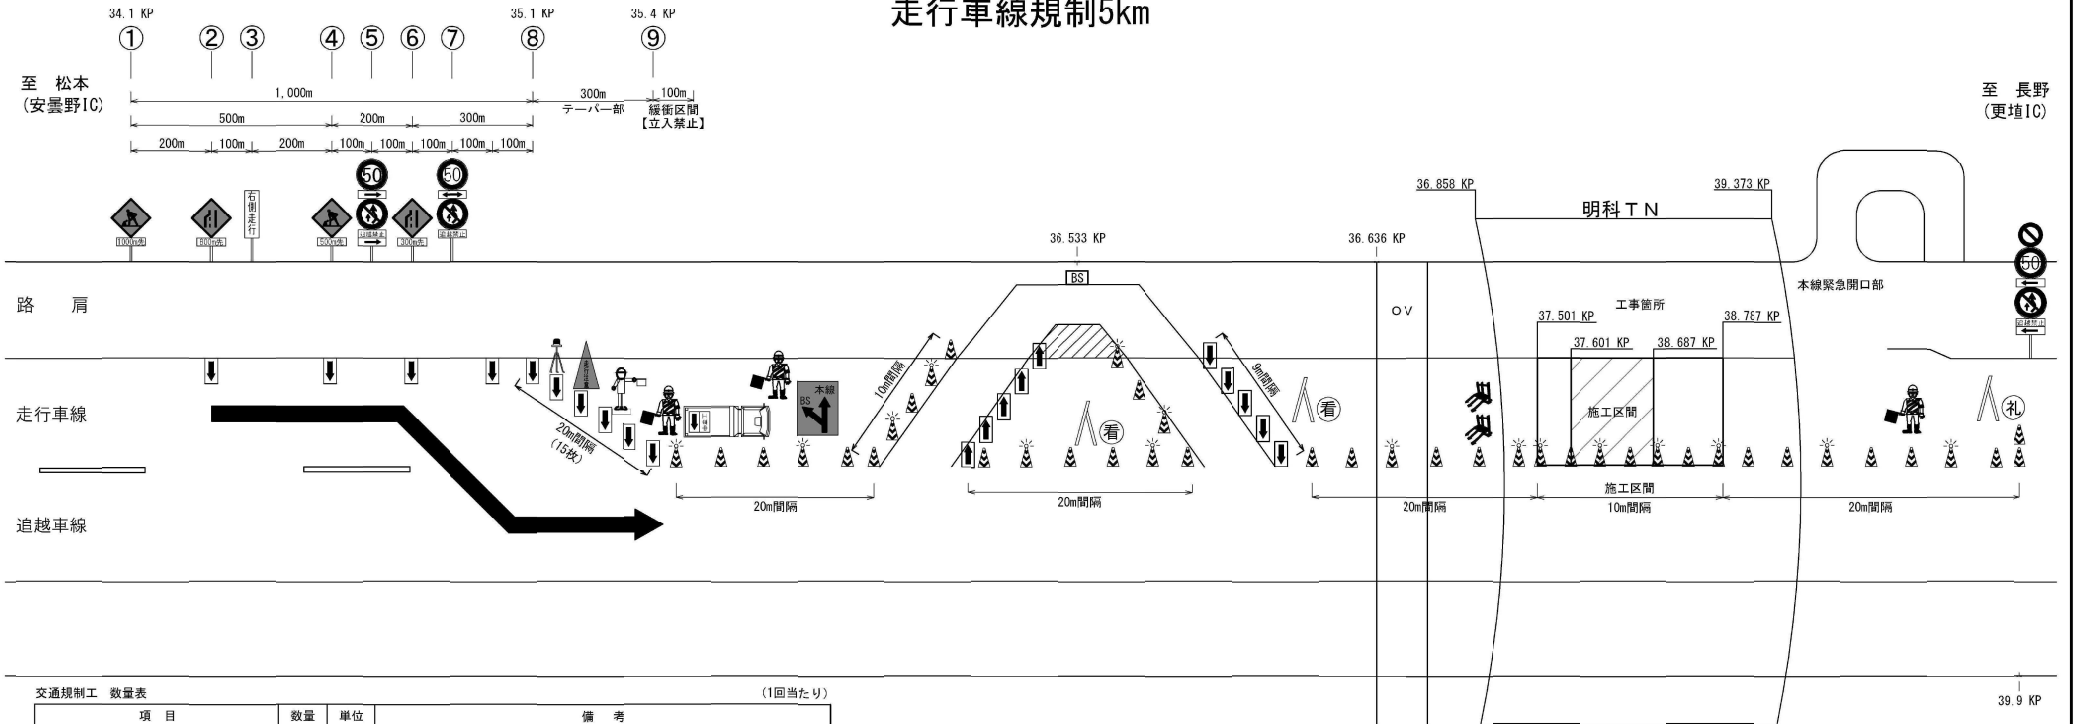 走行車線規制5km
34.1 KP
35.1 KP
35.4 KP
① ② ③ ④ ⑤ ⑥ ⑦ ⑧ ⑨
至 松本
(安曇野IC)
至 長野
(更埴IC)
1,000m
300m
100m
テーパー部
緩衝区間
【立入禁止】
500m
200m
300m
200m
100m
200m
100m
100m
100m
100m
100m
50
50
右側走行
1000m先
800m先
500m先
追越禁止
300m先
追越禁止
36.858 KP
39.373 KP
明科TN
36.533 KP
36.636 KP
BS
路 肩
OV
工事箇所
本線緊急開口部
50
追越禁止
37.501 KP
38.787 KP
37.601 KP
38.687 KP
10m間隔
9m間隔
本線
BS
走行車線
看
看
施工区間
礼
20m間隔
(15枚)
20m間隔
20m間隔
20m間隔
施工区間
10m間隔
20m間隔
追越車線
39.9 KP
交通規制工 数量表
(1回当たり)
項 目
数量
単位
備 考